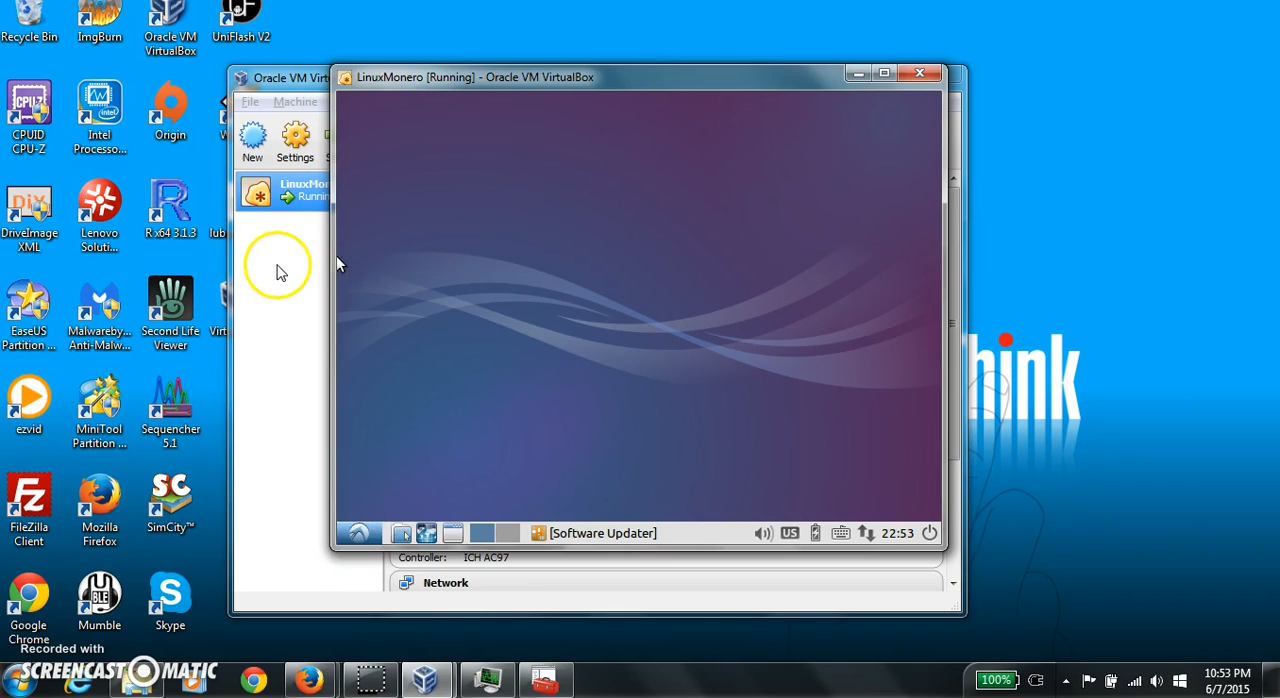 Recycle Bin
ImgBurn
Oracle VM
VirtualBox
UniFlash V2
CPUID
CPU-Z
Intel
Processo...
Origin
DriveImage
XML
Lenovo
Soluti...
R x64 3.1.3
lub
EaseUS
Partition ...
Malwareby...
Anti-Malw...
Second Life
Viewer
Virt
ezvid
MiniTool
Partition ...
Sequencer
5.1
FileZilla
Client
Mozilla
Firefox
SimCity™
Google
Chrome
Mumble
Skype
Oracle VM Virt
File Machine
New Settings S
LinuxMon
Runnin
LinuxMonero [Running] - Oracle VM VirtualBox
[Software Updater]
US
22:53
Controller: ICH AC97
Network
hink
Recorded with
SCREENCAST MATIC
100%
10:53 PM
6/7/2015